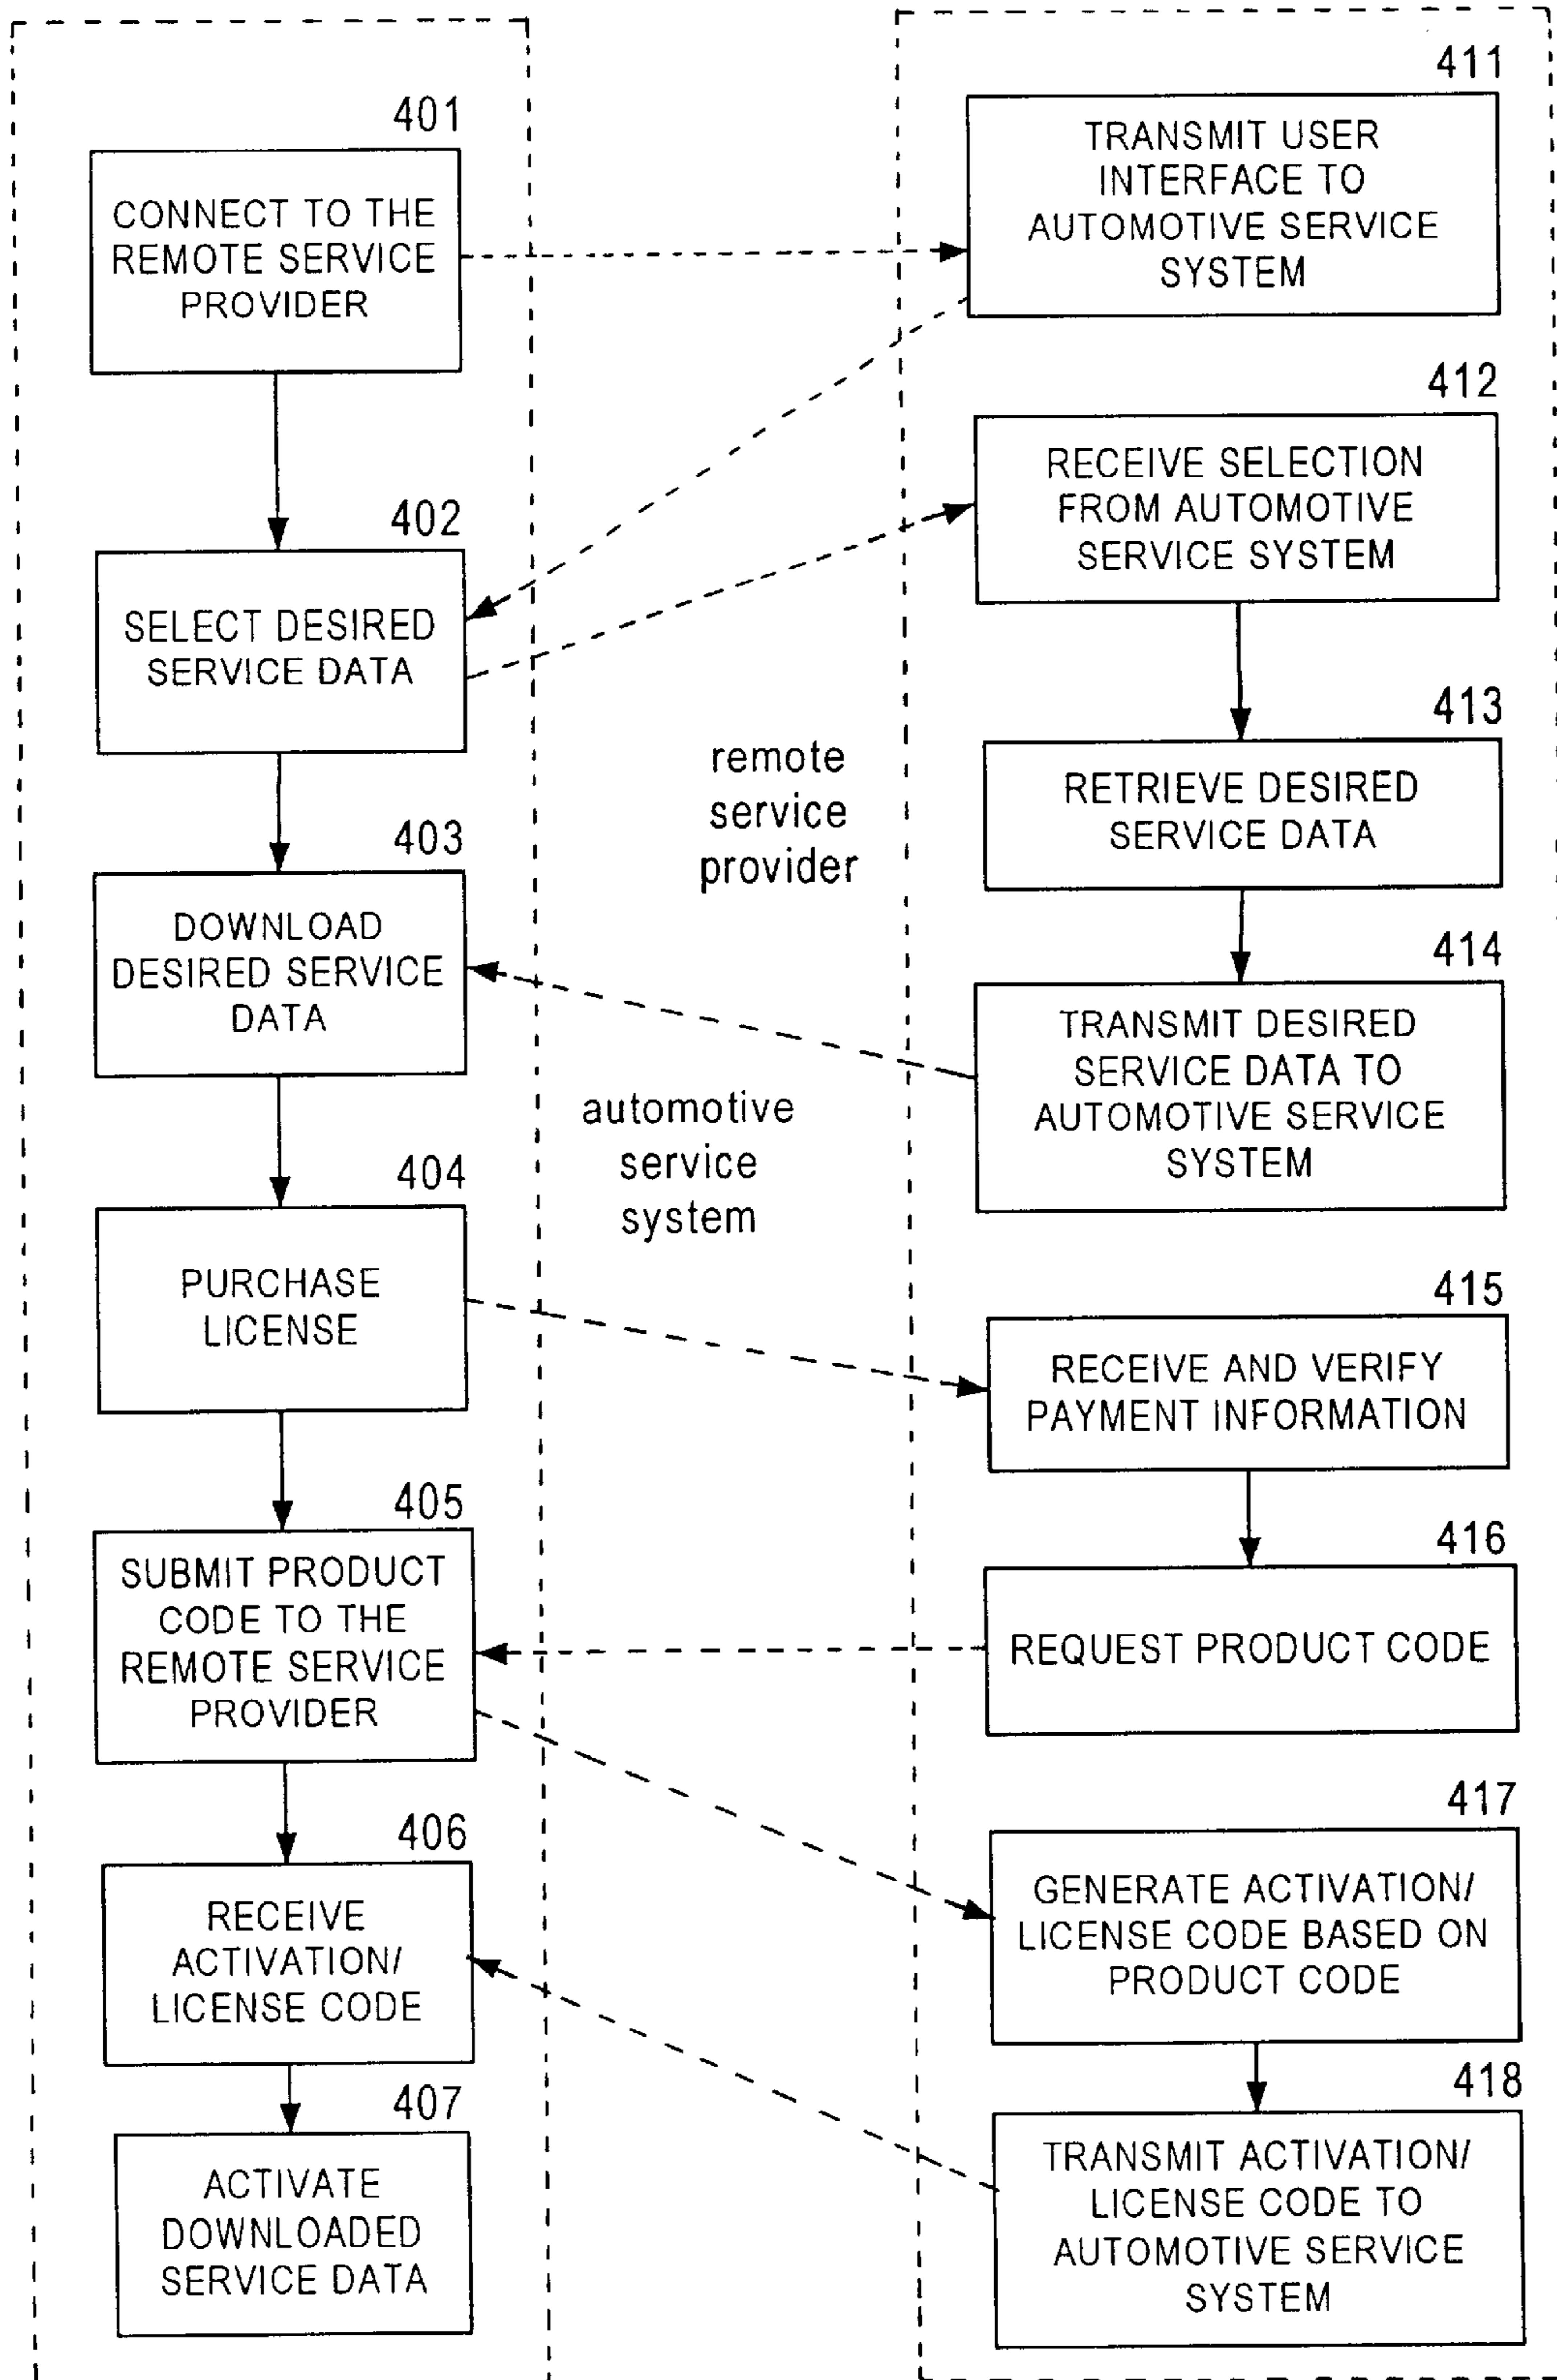 401
CONNECT TO THE
REMOTE SERVICE
PROVIDER
402
SELECT DESIRED
SERVICE DATA
403
DOWNLOAD
DESIRED SERVICE
DATA
404
PURCHASE
LICENSE
405
SUBMIT PRODUCT
CODE TO THE
REMOTE SERVICE
PROVIDER
406
RECEIVE
ACTIVATION/
LICENSE CODE
407
ACTIVATE
DOWNLOADED
SERVICE DATA
remote
service
provider
automotive
service
system
411
TRANSMIT USER
INTERFACE TO
AUTOMOTIVE SERVICE
SYSTEM
412
RECEIVE SELECTION
FROM AUTOMOTIVE
SERVICE SYSTEM
413
RETRIEVE DESIRED
SERVICE DATA
414
TRANSMIT DESIRED
SERVICE DATA TO
AUTOMOTIVE SERVICE
SYSTEM
415
RECEIVE AND VERIFY
PAYMENT INFORMATION
416
REQUEST PRODUCT CODE
417
GENERATE ACTIVATION/
LICENSE CODE BASED ON
PRODUCT CODE
418
TRANSMIT ACTIVATION/
LICENSE CODE TO
AUTOMOTIVE SERVICE
SYSTEM